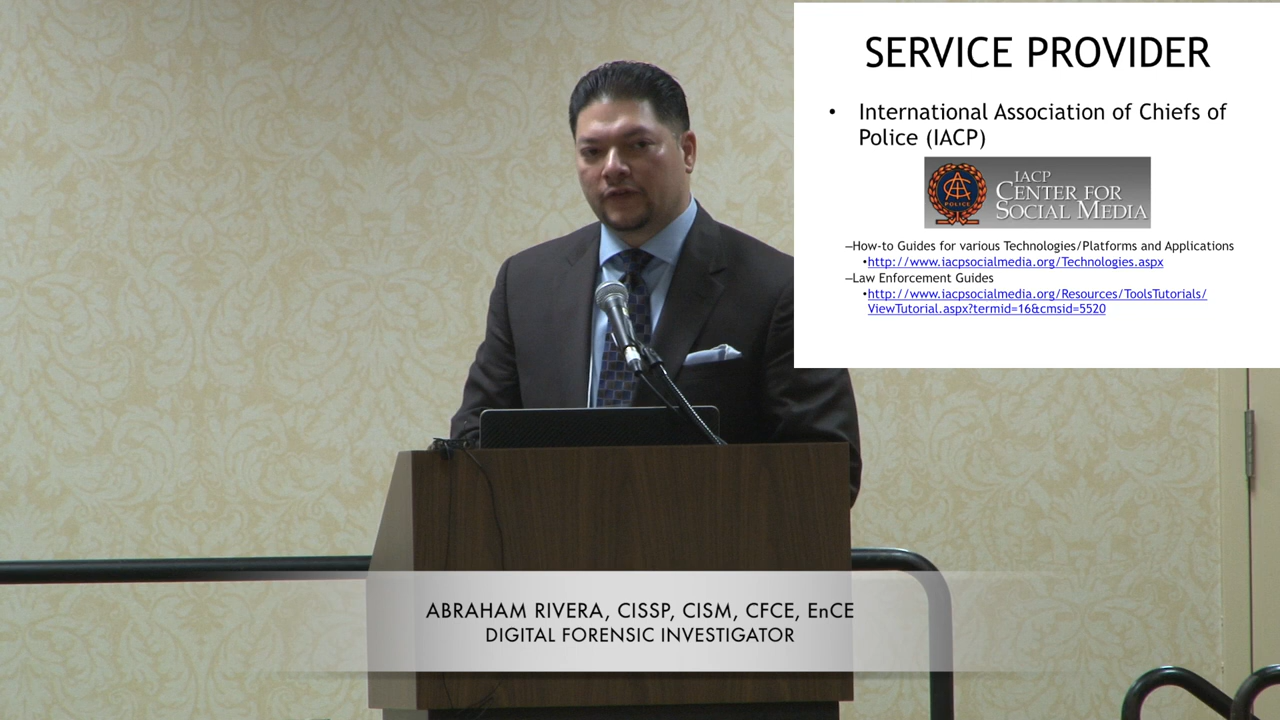 SERVICE PROVIDER
• International Association of Chiefs of
Police (IACP)
IACP
CENTER FOR
SOCIAL MEDIA
POLICE
–How-to Guides for various Technologies/Platforms and Applications
•http://www.iacpsocialmedia.org/Technologies.aspx
–Law Enforcement Guides
•http://www.iacpsocialmedia.org/Resources/ToolsTutorials/
ViewTutorial.aspx?termid=16&cmsid=5520
ABRAHAM RIVERA, CISSP, CISM, CFCE, EnCE
DIGITAL FORENSIC INVESTIGATOR